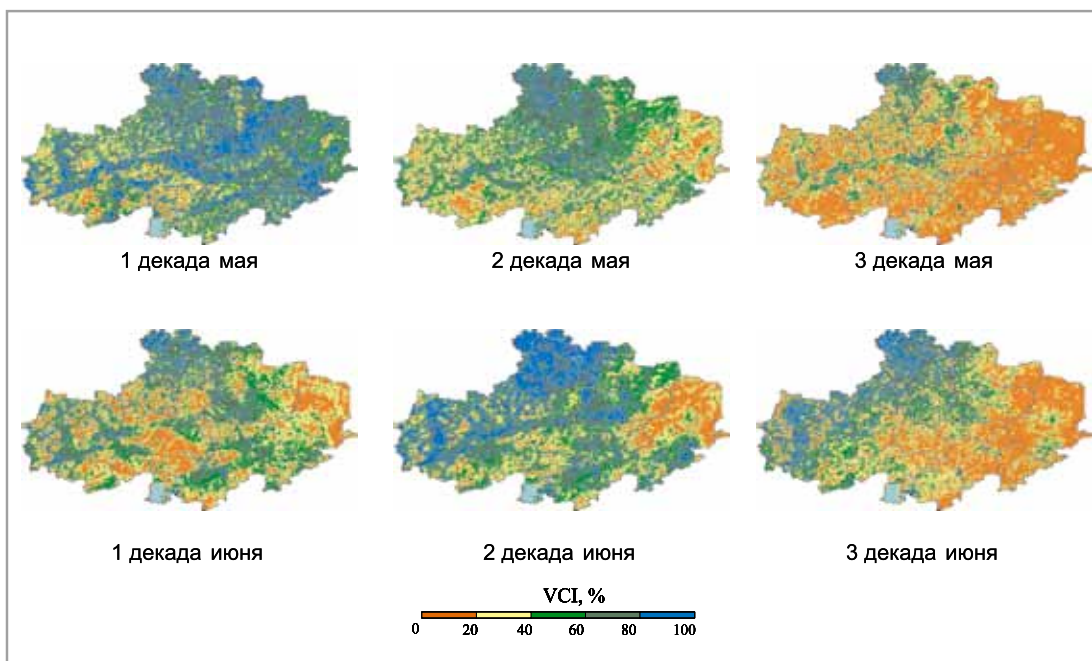 1 декада мая
2 декада мая
3 декада мая
1 декада июня
2 декада июня
3 декада июня
VCI, %
0 20 40 60 80 100